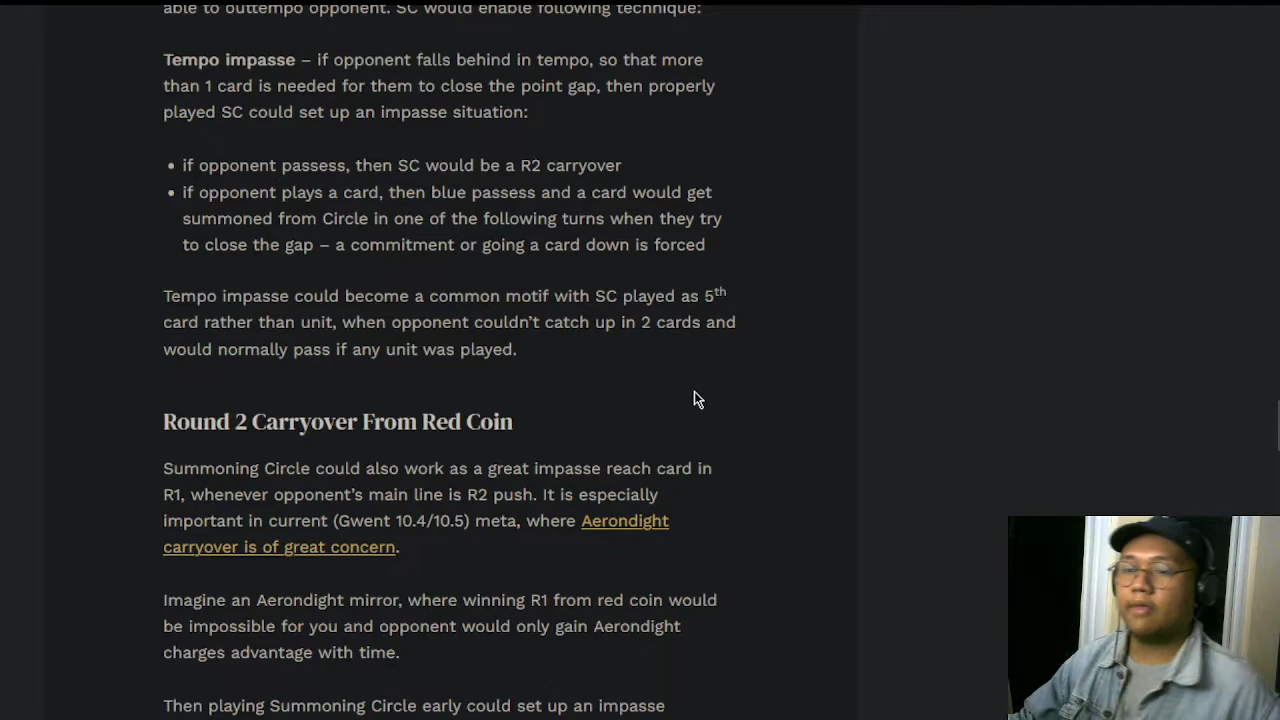 able to outtempo opponent. SC would enable following technique:
Tempo impasse – if opponent falls behind in tempo, so that more
than 1 card is needed for them to close the point gap, then properly
played SC could set up an impasse situation:
• if opponent passess, then SC would be a R2 carryover
• if opponent plays a card, then blue passess and a card would get
summoned from Circle in one of the following turns when they try
to close the gap – a commitment or going a card down is forced
Tempo impasse could become a common motif with SC played as 5th
card rather than unit, when opponent couldn’t catch up in 2 cards and
would normally pass if any unit was played.
Round 2 Carryover From Red Coin
Summoning Circle could also work as a great impasse reach card in
R1, whenever opponent’s main line is R2 push. It is especially
important in current (Gwent 10.4/10.5) meta, where Aerondight
carryover is of great concern.
Imagine an Aerondight mirror, where winning R1 from red coin would
be impossible for you and opponent would only gain Aerondight
charges advantage with time.
Then playing Summoning Circle early could set up an impasse